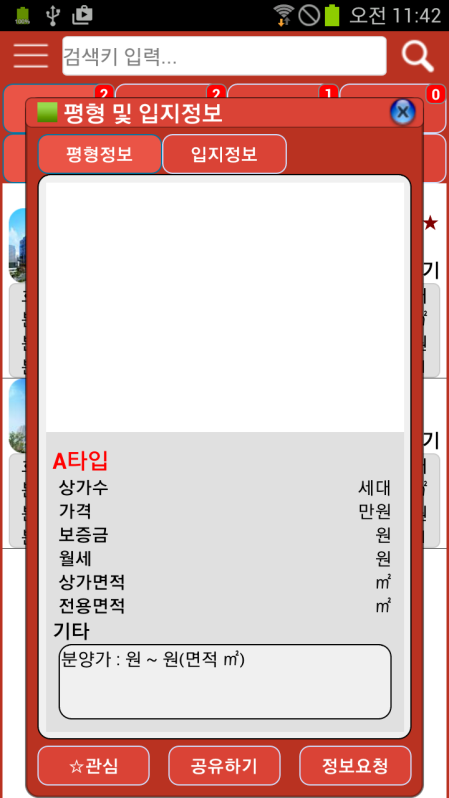 100%
오전 11:42
검색키 입력...
2 2 1 0
평형 및 입지정보
평형정보 입지정보
★
기
기
A타입
상가수 세대
가격 만원
보증금 원
월세 원
상가면적 ㎡
전용면적 ㎡
기타
분양가 : 원 ~ 원(면적 ㎡)
☆관심 공유하기 정보요청